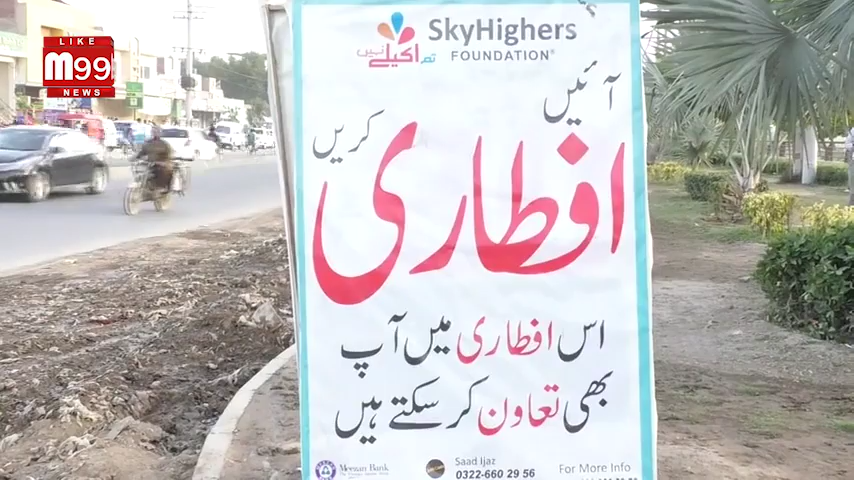 LIKE
M99
NEWS
SkyHighers
FOUNDATION
تم اکیلے نہیں
آئیں
افطاری
کریں
اس افطاری میں آپ
بھی تعاون کر سکتے ہیں
Meezan Bank
Saad Ijaz
0322-660 29 56
For More Info